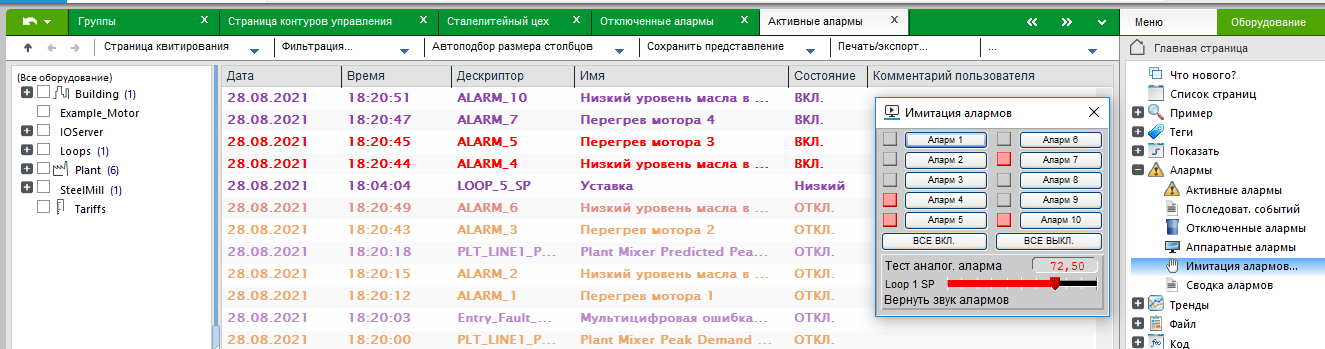 Группы X Страница контуров управления X Сталелитейный цех X Отключенные алармы X Активные алармы X Меню Оборудование
Страница квитирования Фильтрация... Автоподбор размера столбцов Сохранить представление Печать/экспорт... ... Главная страница
(Все оборудование)
Building (1)
Example_Motor
IOServer
Loops (1)
Plant (6)
SteelMill (1)
Tariffs
Дата Время Дескриптор Имя Состояние Комментарий пользователя
28.08.2021 18:20:51 ALARM_10 Низкий уровень масла в ... ВКЛ.
28.08.2021 18:20:47 ALARM_7 Перегрев мотора 4 ВКЛ.
28.08.2021 18:20:45 ALARM_5 Перегрев мотора 3 ВКЛ.
28.08.2021 18:20:44 ALARM_4 Низкий уровень масла в ... ВКЛ.
28.08.2021 18:04:04 LOOP_5_SP Уставка Низкий
28.08.2021 18:20:49 ALARM_6 Низкий уровень масла в ... ОТКЛ.
28.08.2021 18:20:43 ALARM_3 Перегрев мотора 2 ОТКЛ.
28.08.2021 18:20:18 PLT_LINE1_P... Plant Mixer Predicted Pea... ОТКЛ.
28.08.2021 18:20:15 ALARM_2 Низкий уровень масла в ... ОТКЛ.
28.08.2021 18:20:12 ALARM_1 Перегрев мотора 1 ОТКЛ.
28.08.2021 18:20:03 Entry_Fault_... Мультицифровая ошибка... ОТКЛ.
28.08.2021 18:20:00 PLT_LINE1_P... Plant Mixer Peak Demand ... ОТКЛ.
Имитация алармов
Аларм 1 Аларм 6
Аларм 2 Аларм 7
Аларм 3 Аларм 8
Аларм 4 Аларм 9
Аларм 5 Аларм 10
ВСЕ ВКЛ. ВСЕ ВЫКЛ.
Тест аналог. аларма 72,50
Loop 1 SP
Вернуть звук алармов
Что нового?
Список страниц
Пример
Теги
Показать
Алармы
Активные алармы
Последоват. событий
Отключенные алармы
Аппаратные алармы
Имитация алармов...
Сводка алармов
Тренды
Файл
Код